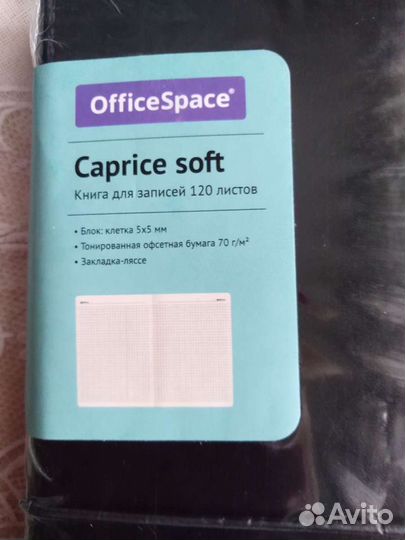 OfficeSpace®
Caprice soft
Книга для записей 120 листов
• Блок: клетка 5х5 мм
• Тонированная офсетная бумага 70 г/м²
• Закладка-ляссе
Avito